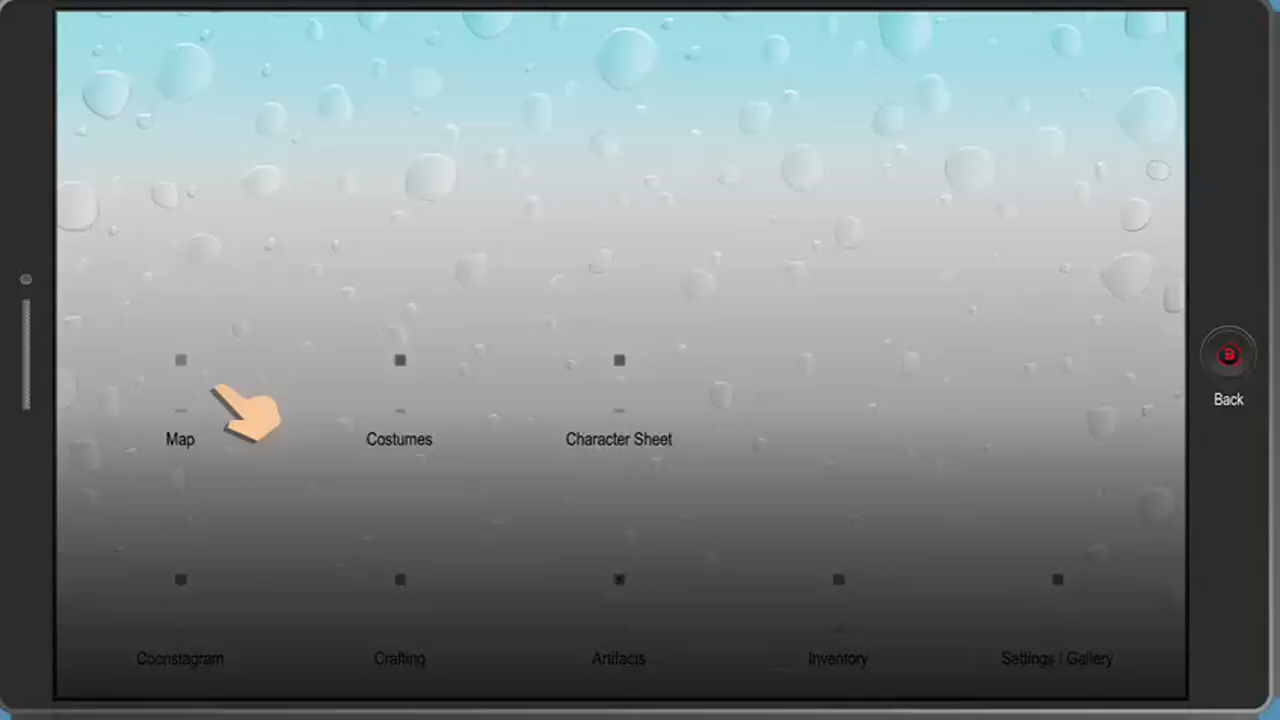 B
Back
Map
Costumes
Character Sheet
Coonstagram
Crafting
Artifacts
Inventory
Settings / Gallery